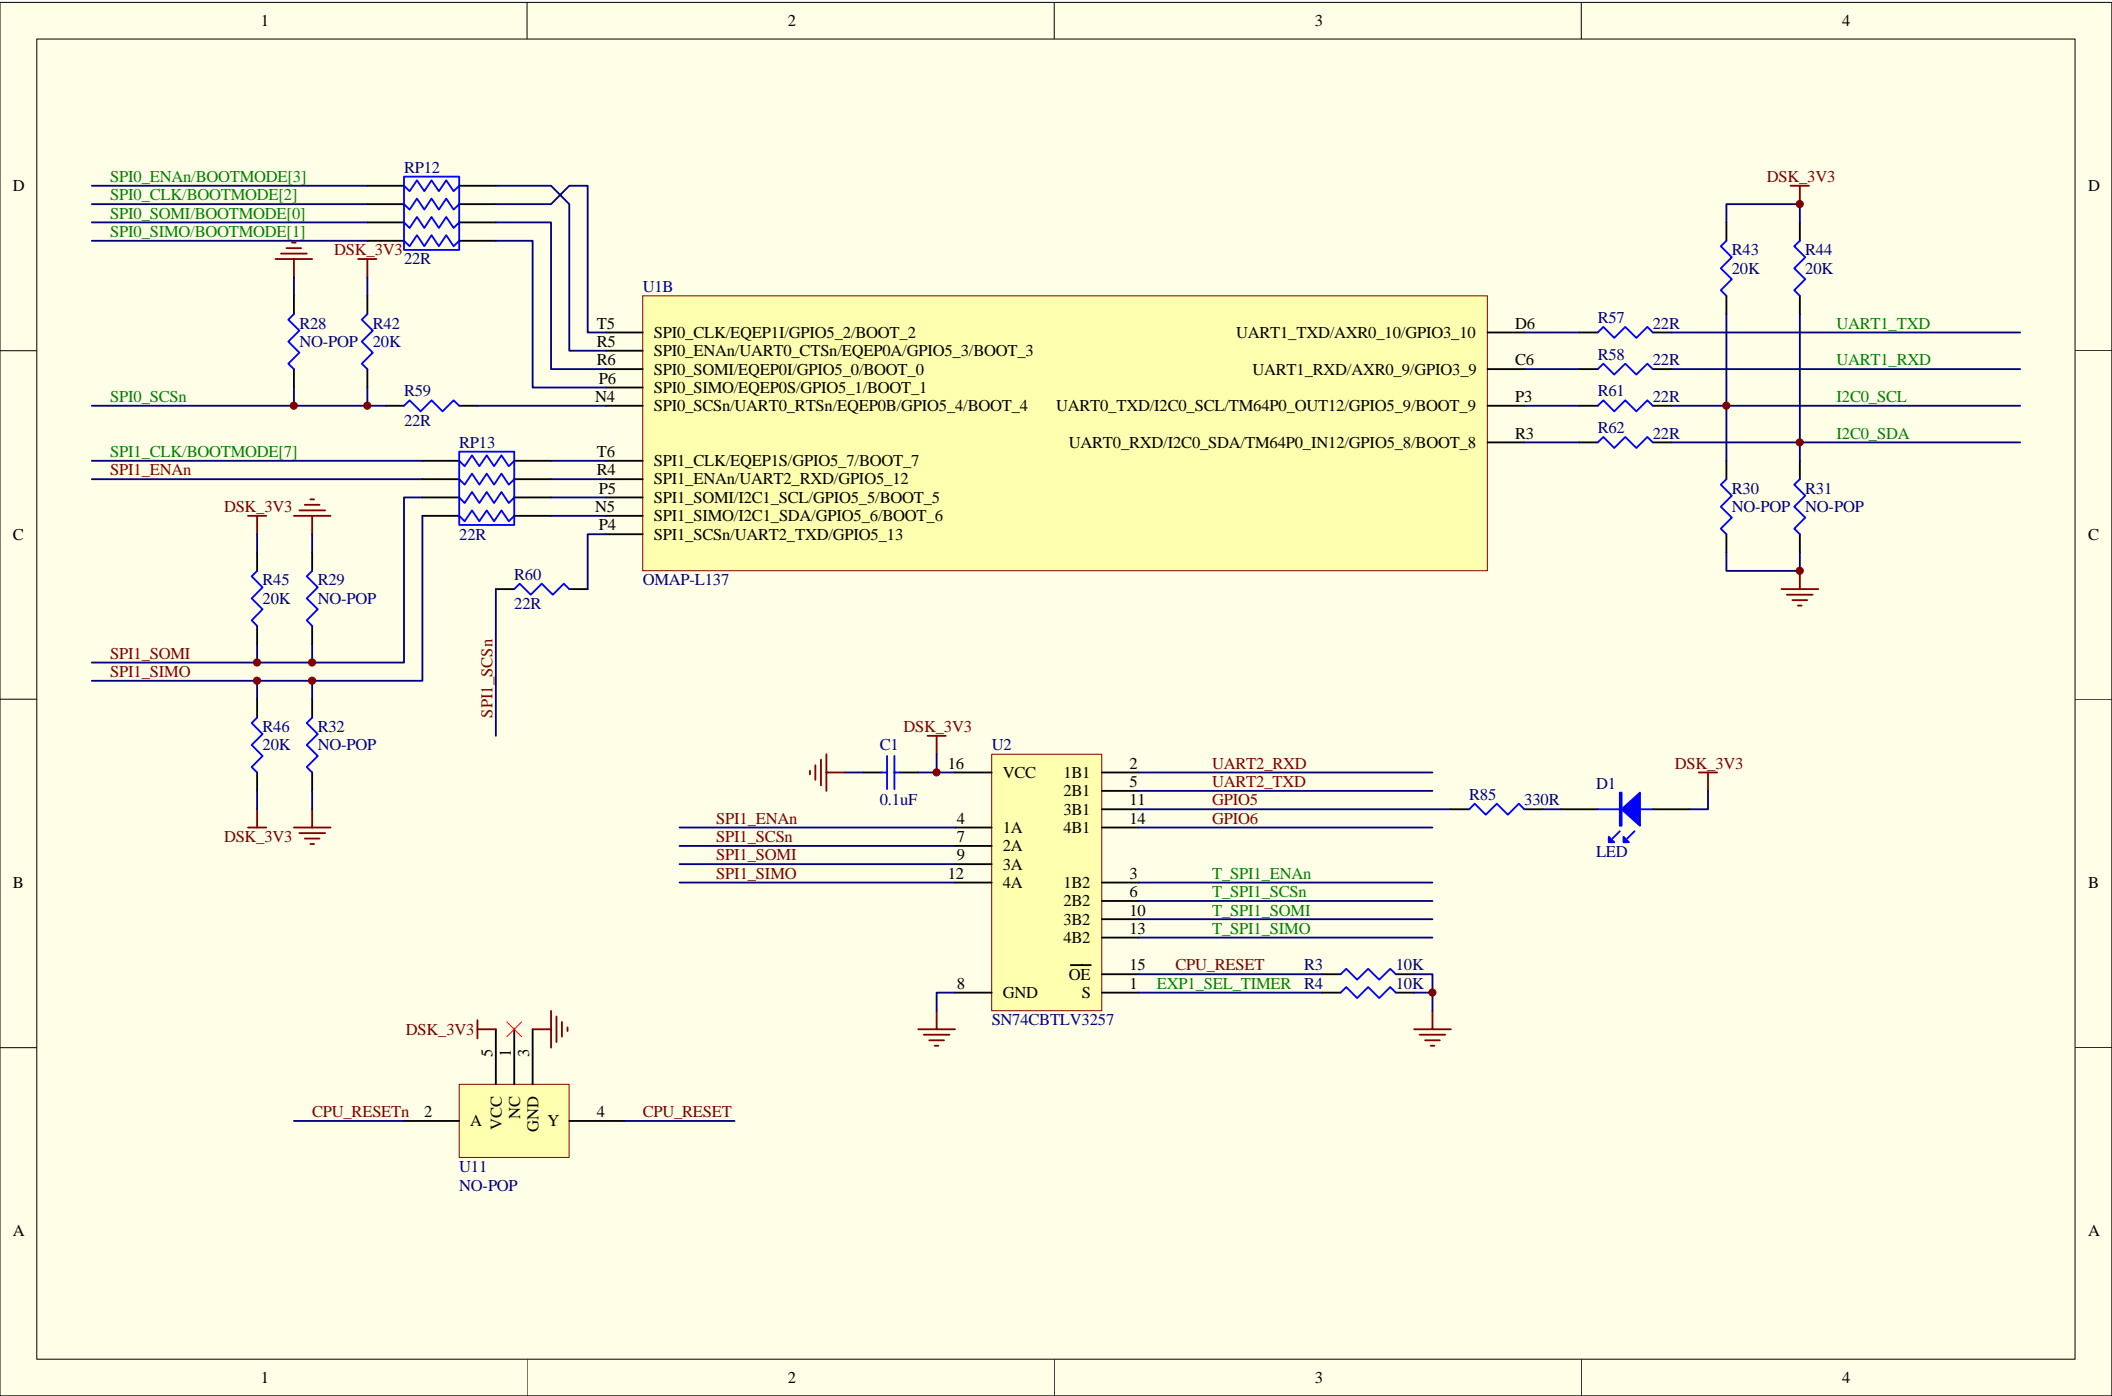 1 2 3 4
D D
RP12
SPI0_ENAn/BOOTMODE[3]
SPI0_CLK/BOOTMODE[2]
SPI0_SOMI/BOOTMODE[0]
SPI0_SIMO/BOOTMODE[1]
DSK_3V3
22R
R28
NO-POP
R42
20K
SPI0_SCSn
R59
22R
RP13
SPI1_CLK/BOOTMODE[7]
SPI1_ENAn
22R
DSK_3V3
R45
20K
R29
NO-POP
SPI1_SOMI
SPI1_SIMO
R46
20K
R32
NO-POP
DSK_3V3
R60
22R
SPI1_SCSn
U1B
T5 SPI0_CLK/EQEP1I/GPIO5_2/BOOT_2
R5 SPI0_ENAn/UART0_CTSn/EQEP0A/GPIO5_3/BOOT_3
R6 SPI0_SOMI/EQEP0I/GPIO5_0/BOOT_0
P6 SPI0_SIMO/EQEP0S/GPIO5_1/BOOT_1
N4 SPI0_SCSn/UART0_RTSn/EQEP0B/GPIO5_4/BOOT_4
T6 SPI1_CLK/EQEP1S/GPIO5_7/BOOT_7
R4 SPI1_ENAn/UART2_RXD/GPIO5_12
P5 SPI1_SOMI/I2C1_SCL/GPIO5_5/BOOT_5
N5 SPI1_SIMO/I2C1_SDA/GPIO5_6/BOOT_6
P4 SPI1_SCSn/UART2_TXD/GPIO5_13
UART1_TXD/AXR0_10/GPIO3_10 D6 R57 22R UART1_TXD
UART1_RXD/AXR0_9/GPIO3_9 C6 R58 22R UART1_RXD
UART0_TXD/I2C0_SCL/TM64P0_OUT12/GPIO5_9/BOOT_9 P3 R61 22R I2C0_SCL
UART0_RXD/I2C0_SDA/TM64P0_IN12/GPIO5_8/BOOT_8 R3 R62 22R I2C0_SDA
OMAP-L137
DSK_3V3
R43
20K
R44
20K
R30
NO-POP
R31
NO-POP
C C
DSK_3V3
C1
0.1uF
U2
16 VCC
SPI1_ENAn 4 1A
SPI1_SCSn 7 2A
SPI1_SOMI 9 3A
SPI1_SIMO 12 4A
8 GND
1B1 2 UART2_RXD
2B1 5 UART2_TXD
3B1 11 GPIO5
4B1 14 GPIO6
1B2 3 T_SPI1_ENAn
2B2 6 T_SPI1_SCSn
3B2 10 T_SPI1_SOMI
4B2 13 T_SPI1_SIMO
OE 15 CPU_RESET R3 10K
S 1 EXP1_SEL_TIMER R4 10K
SN74CBTLV3257
R85 330R
D1
LED
DSK_3V3
B B
DSK_3V3
5 1 3
VCC NC GND
CPU_RESETn 2 A Y 4 CPU_RESET
U11
NO-POP
A A
1 2 3 4